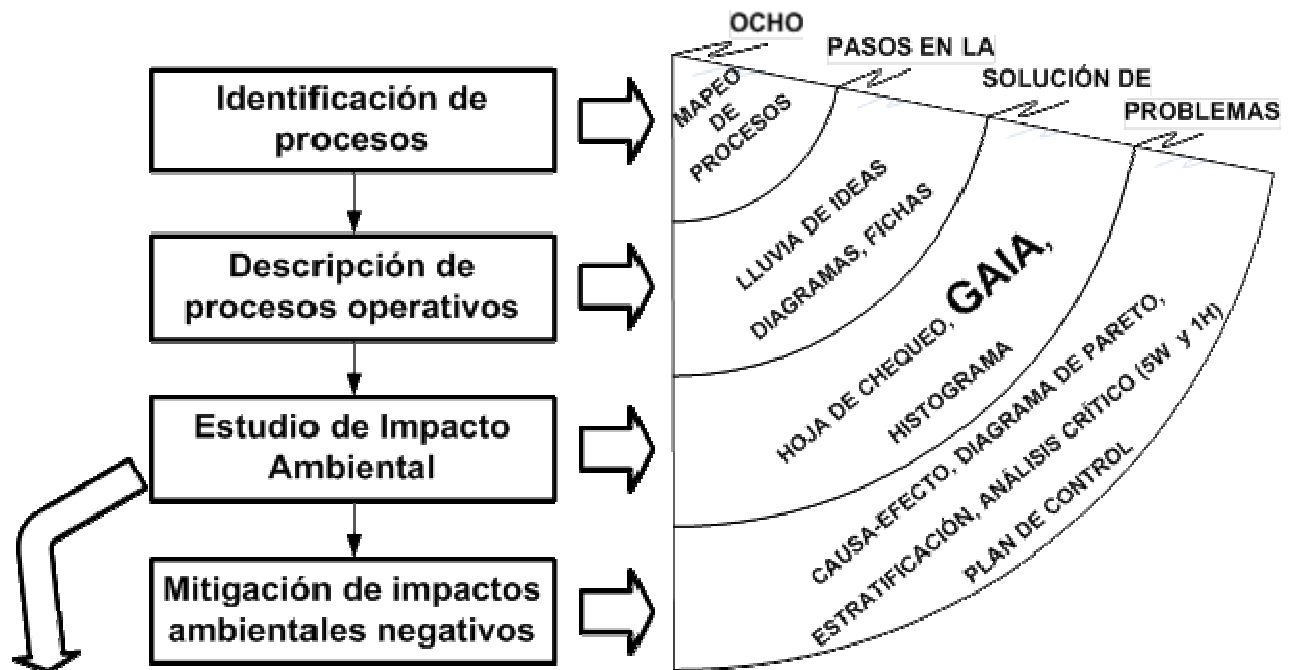 OCHO
PASOS EN LA
SOLUCIÓN DE
PROBLEMAS
Identificación de
procesos
Descripción de
procesos operativos
Estudio de Impacto
Ambiental
Mitigación de impactos
ambientales negativos
MAPEO
DE
PROCESOS
LLUVIA DE IDEAS
DIAGRAMAS, FICHAS
HOJA DE CHEQUEO, GAIA,
HISTOGRAMA
CAUSA-EFECTO, DIAGRAMA DE PARETO,
ESTRATIFICACIÓN, ANÁLISIS CRÍTICO (5W y 1H)
PLAN DE CONTROL